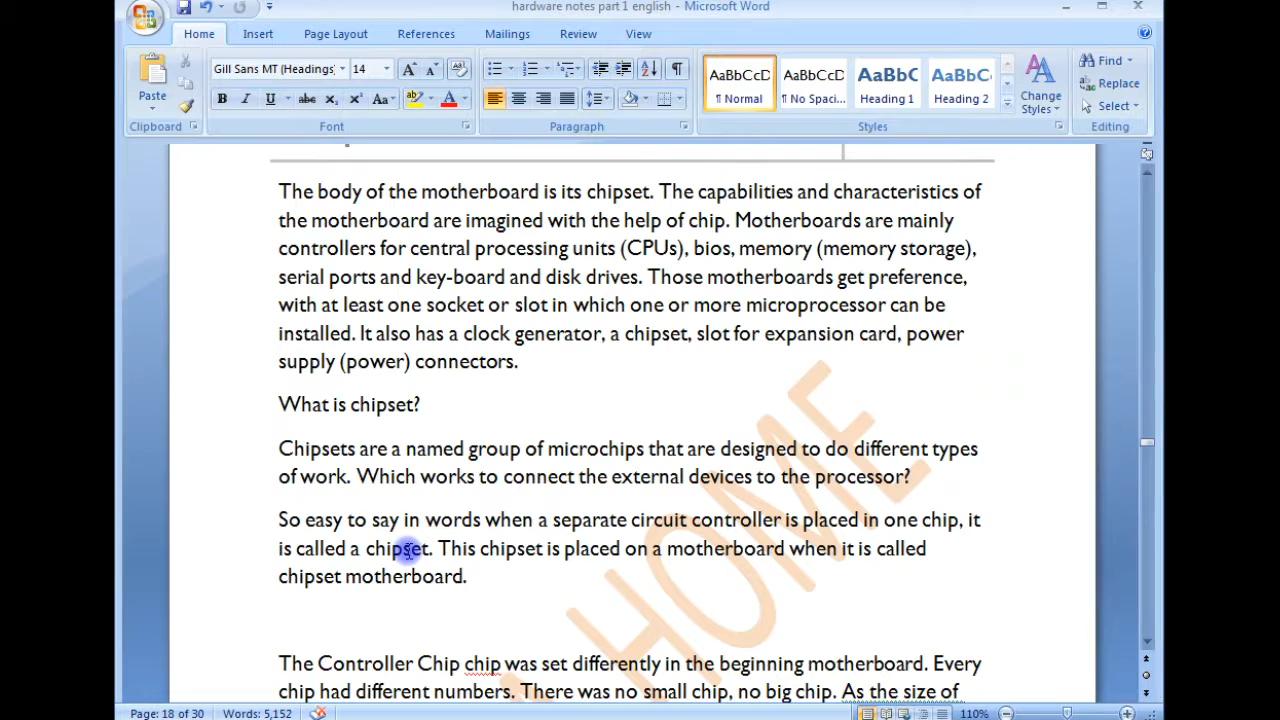 hardware notes part 1 english - Microsoft Word
Home Insert Page Layout References Mailings Review View
Gill Sans MT (Headings) 14
Paste
AaBbCcD AaBbCcD AaBbC AaBbCc
¶ Normal ¶ No Spaci... Heading 1 Heading 2
Change Styles
Find
Replace
Select
Clipboard Font Paragraph Styles Editing
The body of the motherboard is its chipset. The capabilities and characteristics of
the motherboard are imagined with the help of chip. Motherboards are mainly
controllers for central processing units (CPUs), bios, memory (memory storage),
serial ports and key-board and disk drives. Those motherboards get preference,
with at least one socket or slot in which one or more microprocessor can be
installed. It also has a clock generator, a chipset, slot for expansion card, power
supply (power) connectors.
What is chipset?
Chipsets are a named group of microchips that are designed to do different types
of work. Which works to connect the external devices to the processor?
So easy to say in words when a separate circuit controller is placed in one chip, it
is called a chipset. This chipset is placed on a motherboard when it is called
chipset motherboard.
HOME
The Controller Chip chip was set differently in the beginning motherboard. Every
chip had different numbers. There was no small chip, no big chip. As the size of
Page: 18 of 30 Words: 5,152 110%